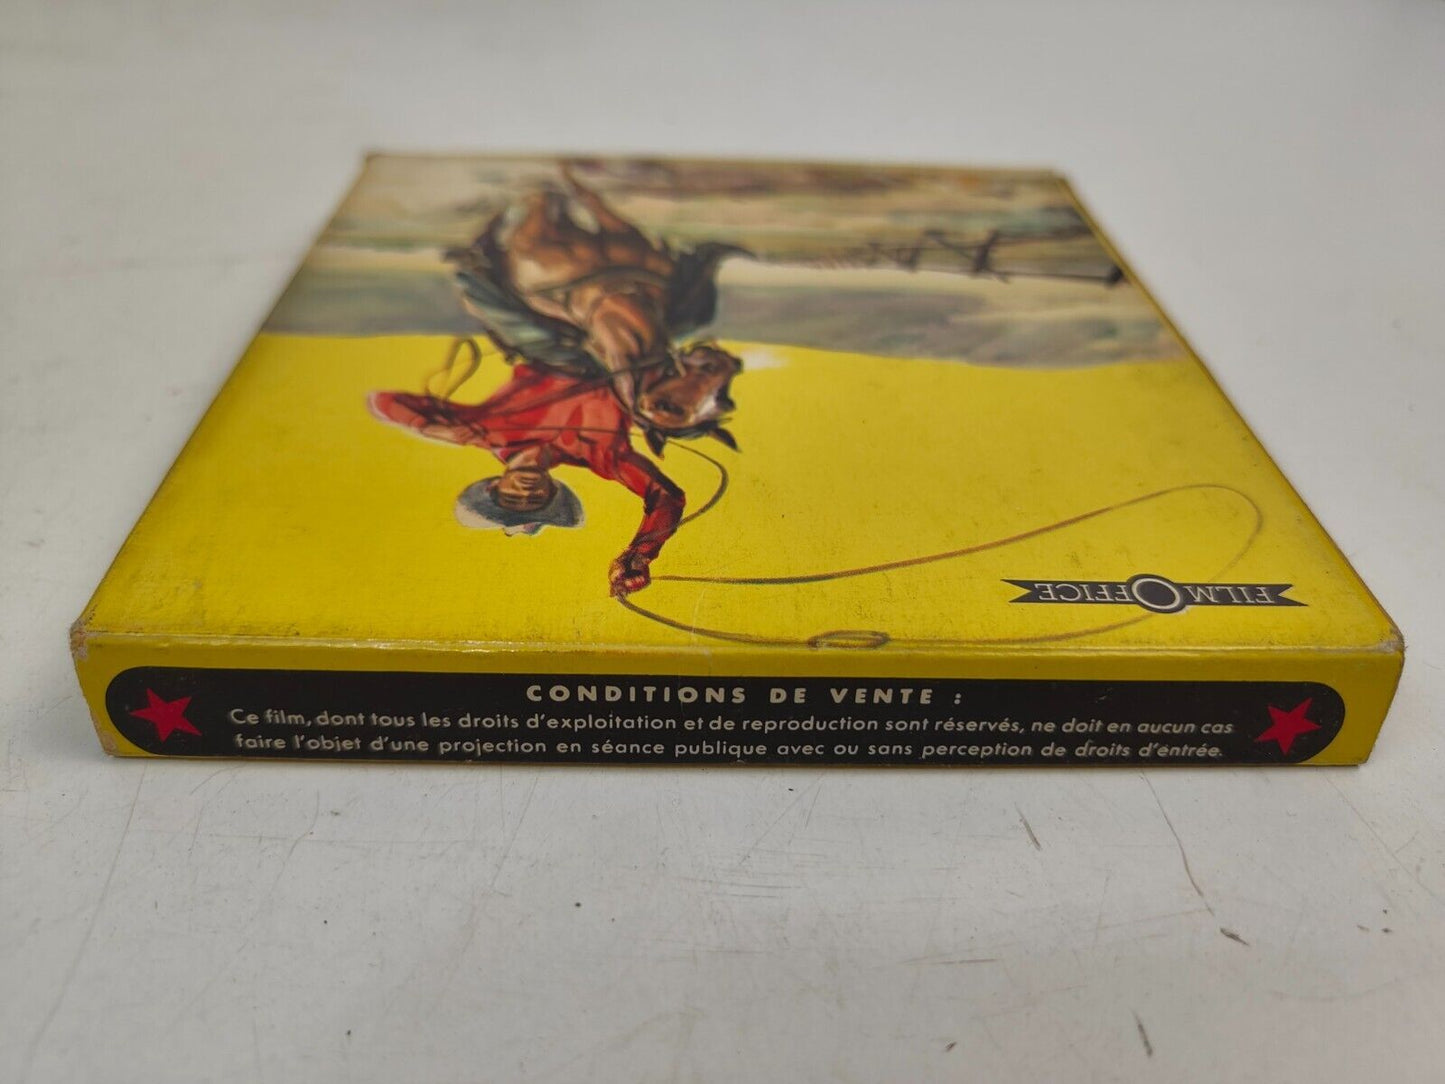 FILM OFFICE
CONDITIONS DE VENTE :
Ce film, dont tous les droits d'exploitation et de reproduction sont réservés, ne doit en aucun cas
faire l'objet d'une projection en séance publique avec ou sans perception de droits d'éntrée.